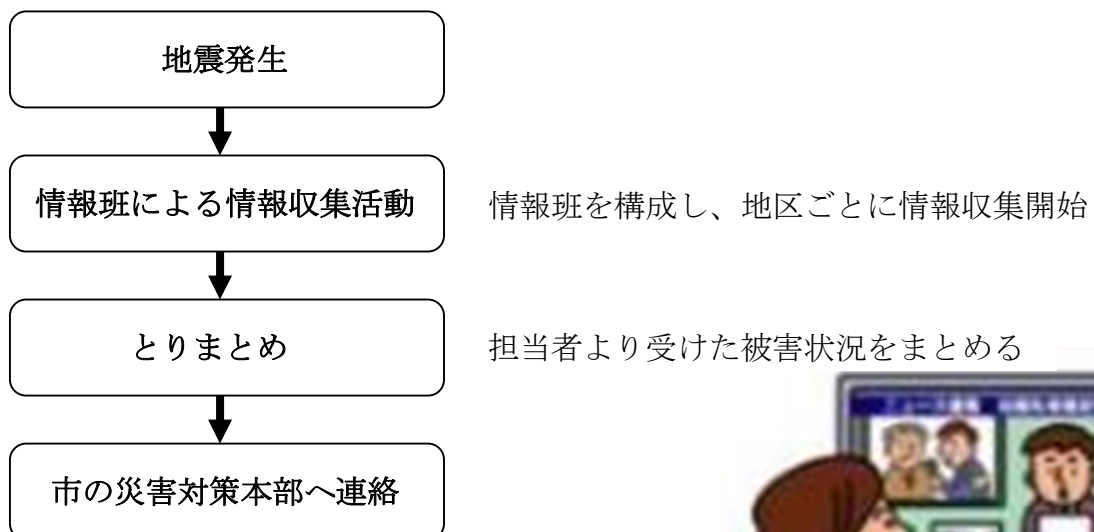 地震発生
情報班による情報収集活動
情報班を構成し、地区ごとに情報収集開始
とりまとめ
担当者より受けた被害状況をまとめる
市の災害対策本部へ連絡